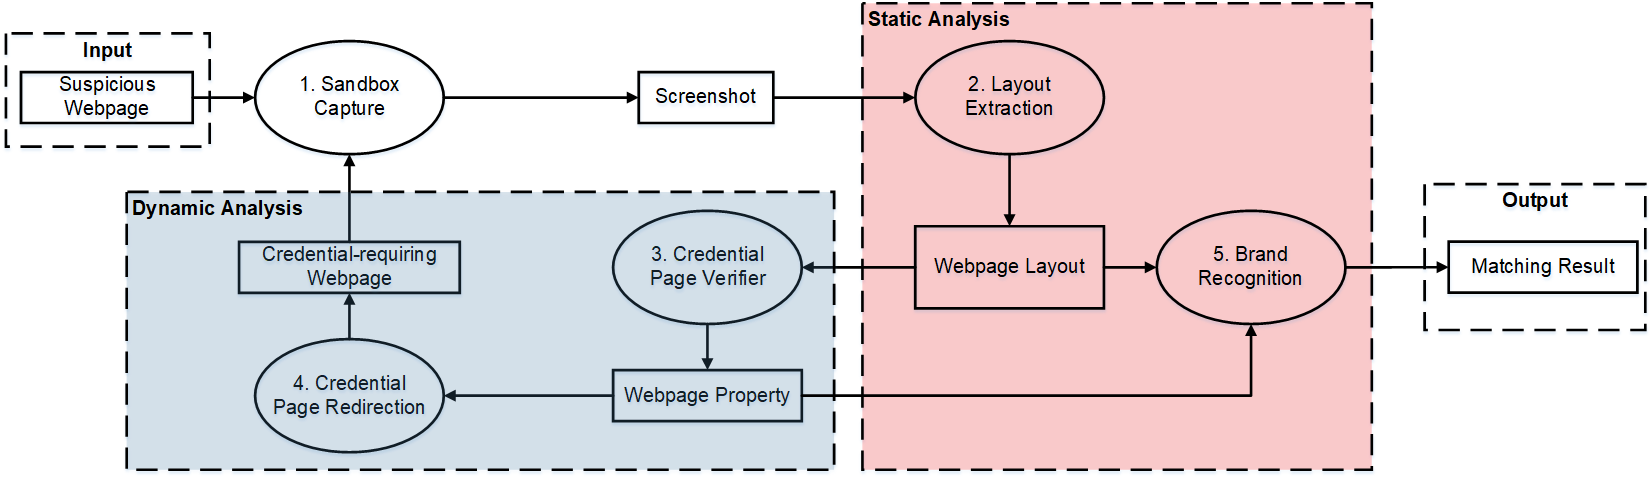 Input
Suspicious
Webpage
1. Sandbox
Capture
Screenshot
Static Analysis
2. Layout
Extraction
Dynamic Analysis
Credential-requiring
Webpage
3. Credential
Page Verifier
Webpage Layout
5. Brand
Recognition
Output
Matching Result
4. Credential
Page Redirection
Webpage Property